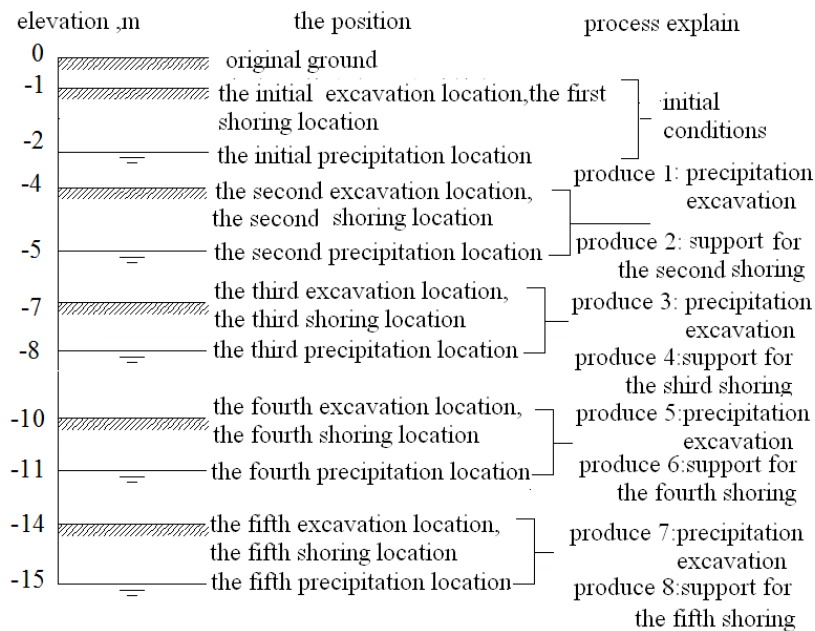 elevation ,m the position process explain
0 original ground
-1 the initial excavation location,the first
shoring location
initial
conditions
-2 the initial precipitation location
-4 the second excavation location,
the second shoring location
produce 1: precipitation
excavation
-5 the second precipitation location
produce 2: support for
the second shoring
-7 the third excavation location,
the third shoring location
produce 3: precipitation
excavation
-8 the third precipitation location
produce 4:support for
the shird shoring
-10 the fourth excavation location,
the fourth shoring location
produce 5:precipitation
excavation
-11 the fourth precipitation location
produce 6:support for
the fourth shoring
-14 the fifth excavation location,
the fifth shoring location
produce 7:precipitation
excavation
-15 the fifth precipitation location
produce 8:support for
the fifth shoring